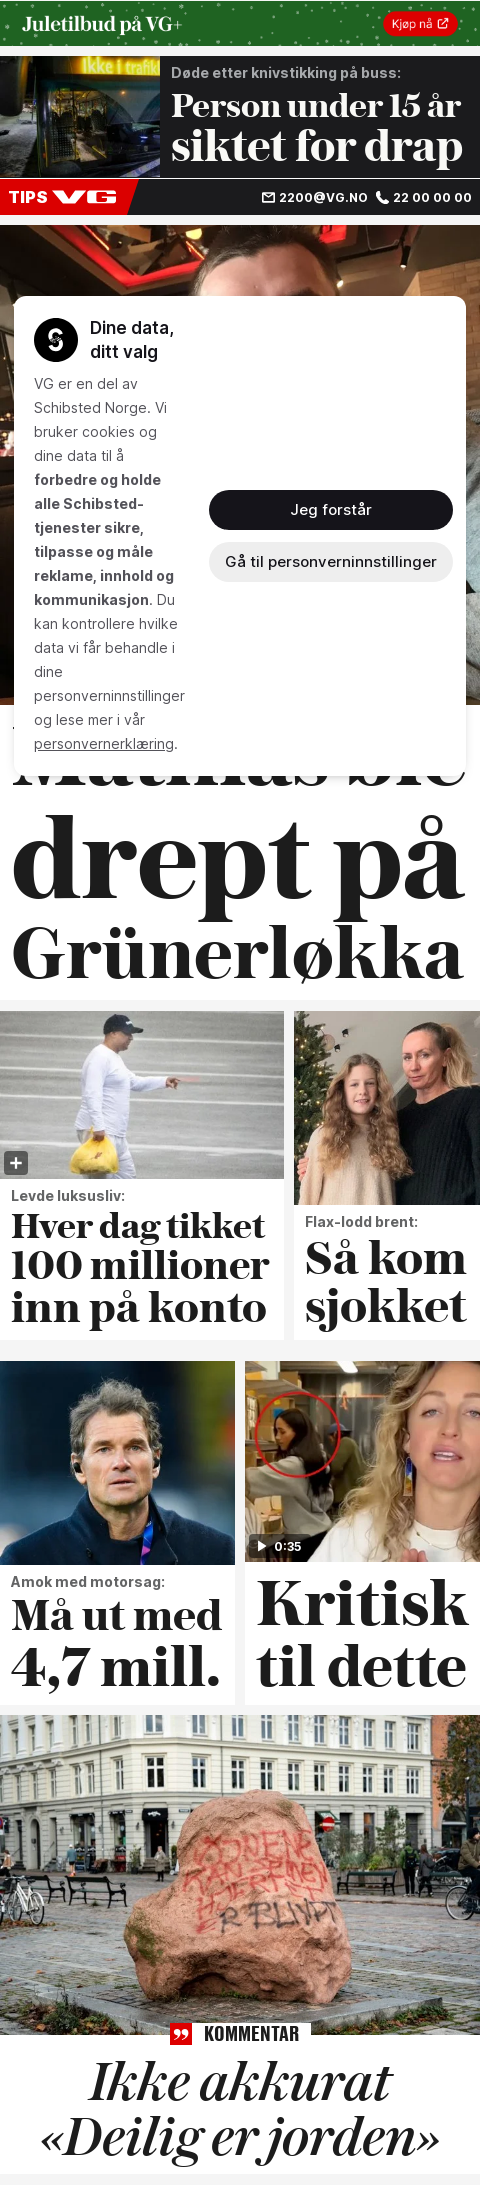 Juletilbud på VG+
Kjøp nå
Ikke i trafikk
Døde etter knivstikking på buss:
Person under 15 år
siktet for drap
TIPS VG
2200@VG.NO 22 00 00 00
Dine data,
ditt valg
VG er en del av
Schibsted Norge. Vi
bruker cookies og
dine data til å
forbedre og holde
alle Schibsted-
tjenester sikre,
tilpasse og måle
reklame, innhold og
kommunikasjon. Du
kan kontrollere hvilke
data vi får behandle i
dine
personverninnstillinger
og lese mer i vår
personvernerklæring.
Jeg forstår
Gå til personverninnstillinger
drept på
Grünerløkka
Levde luksusliv:
Hver dag tikket
100 millioner
inn på konto
Flax-lodd brent:
Så kom
sjokket
0:35
Amok med motorsag:
Må ut med
4,7 mill.
Kritisk
til dette
KOMMENTAR
Ikke akkurat
«Deilig er jorden»